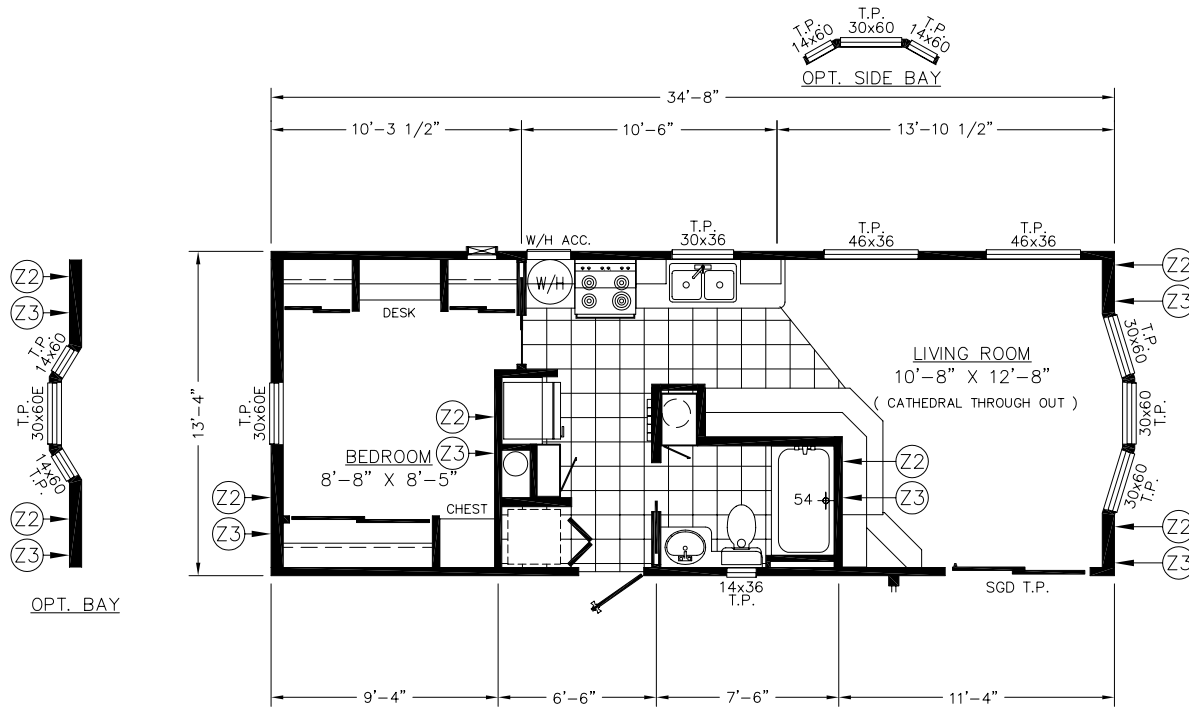 T.P.
14x60
T.P.
30x60
T.P.
14x60
OPT. SIDE BAY
34'-8"
10'-3 1/2"
10'-6"
13'-10 1/2"
W/H ACC.
T.P.
30x36
T.P.
46x36
T.P.
46x36
Z2
Z3
T.P.
14x60
T.P.
30x60E
14x60
T.P.
Z2
Z3
OPT. BAY
13'-4"
T.P.
30x60E
Z2
Z3
DESK
W/H
BEDROOM
8'-8" X 8'-5"
CHEST
Z2
Z3
LIVING ROOM
10'-8" X 12'-8"
( CATHEDRAL THROUGH OUT )
54
Z2
Z3
Z2
Z3
T.P.
30x60
30x60
T.P.
30x60
T.P.
Z2
Z3
14x36
T.P.
SGD T.P.
9'-4"
6'-6"
7'-6"
11'-4"